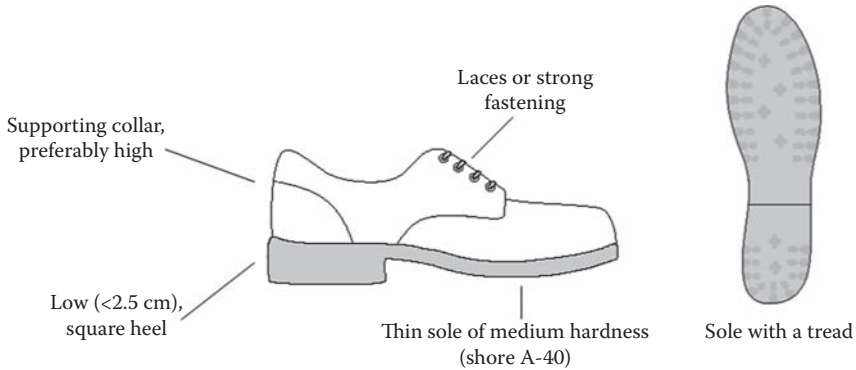 Laces or strong
fastening
Supporting collar,
preferably high
Low (<2.5 cm),
square heel
Thin sole of medium hardness
(shore A-40)
Sole with a tread